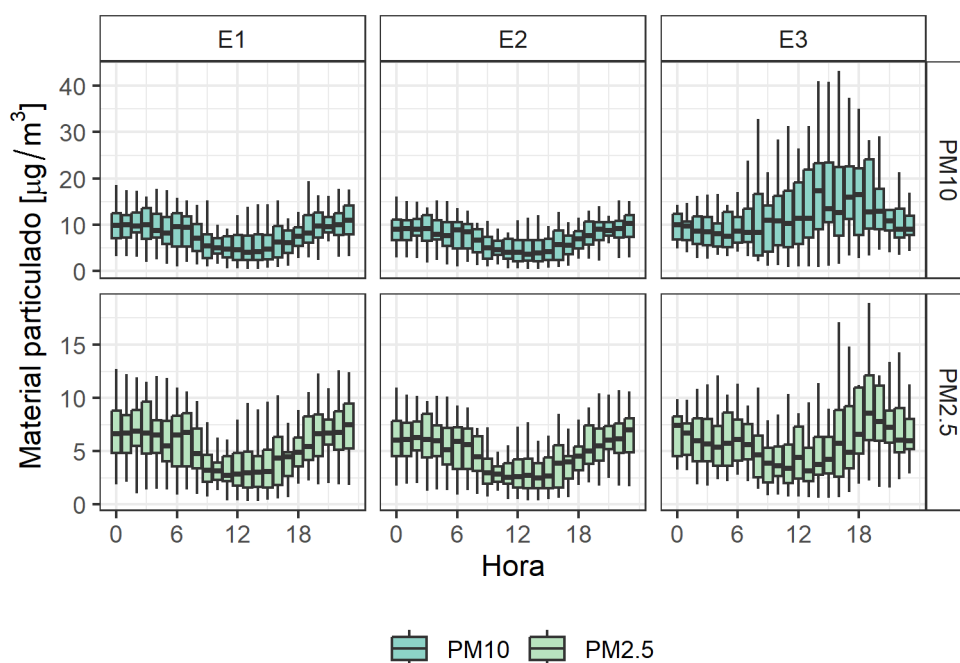 E1 E2 E3
Material particulado [μg/m³]
40
30
20
10
0
PM10
15
10
5
0
PM2.5
0 6 12 18 0 6 12 18 0 6 12 18
Hora
PM10 PM2.5